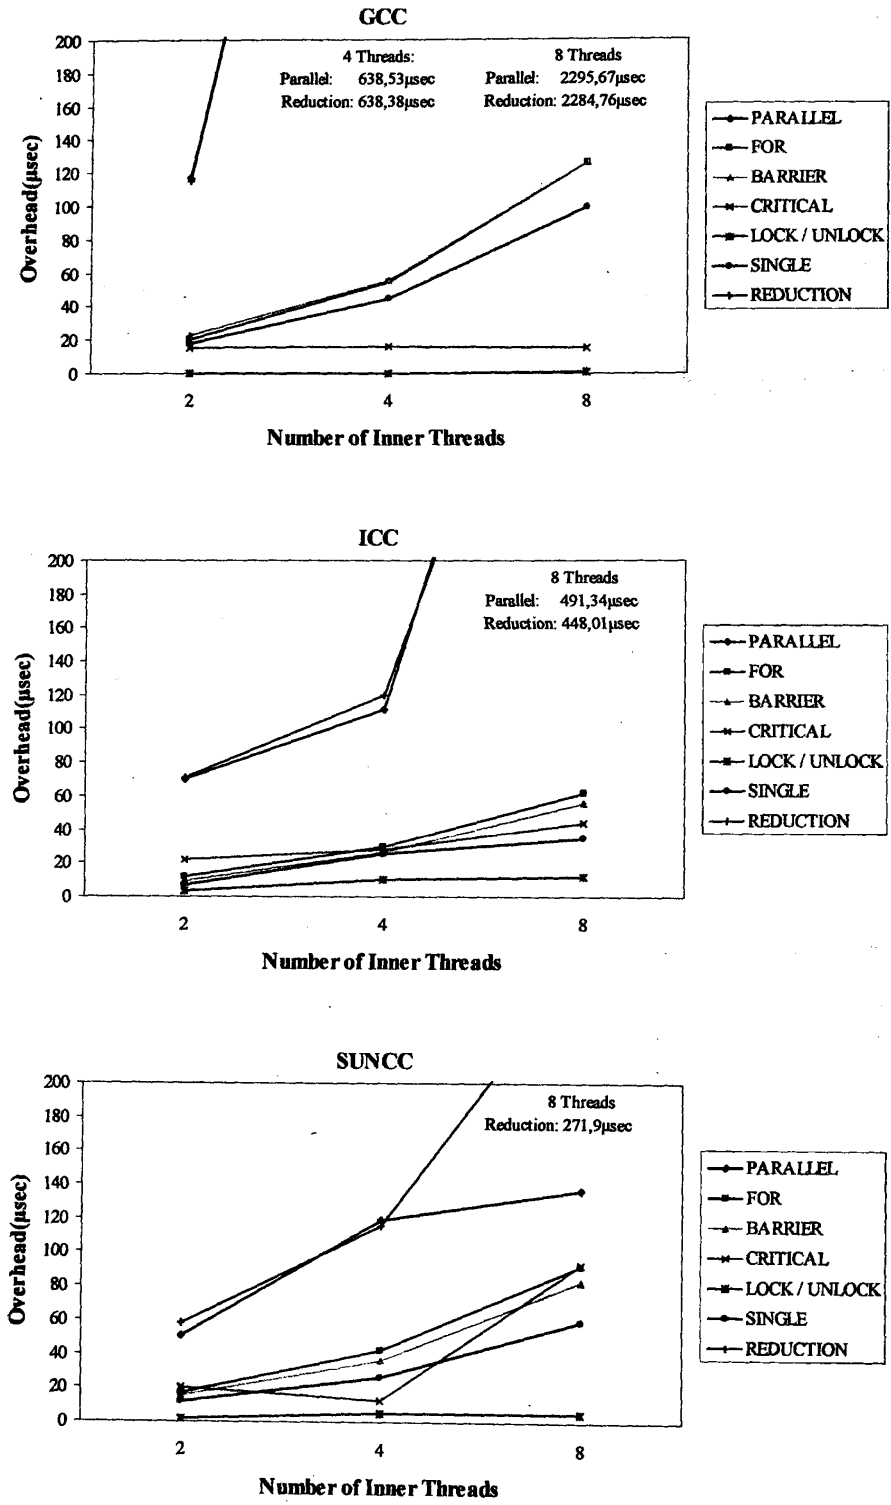 GCC
200
180
160
140
120
100
80
60
40
20
0
Overhead(μsec)
4 Threads:
Parallel: 638,53μsec
Reduction: 638,38μsec
8 Threads
Parallel: 2295,67μsec
Reduction: 2284,76μsec
2 4 8
Number of Inner Threads
PARALLEL
FOR
BARRIER
CRITICAL
LOCK / UNLOCK
SINGLE
REDUCTION
ICC
200
180
160
140
120
100
80
60
40
20
0
Overhead(μsec)
8 Threads
Parallel: 491,34μsec
Reduction: 448,01μsec
2 4 8
Number of Inner Threads
PARALLEL
FOR
BARRIER
CRITICAL
LOCK / UNLOCK
SINGLE
REDUCTION
SUNCC
200
180
160
140
120
100
80
60
40
20
0
Overhead(μsec)
8 Threads
Reduction: 271,9μsec
2 4 8
Number of Inner Threads
PARALLEL
FOR
BARRIER
CRITICAL
LOCK / UNLOCK
SINGLE
REDUCTION